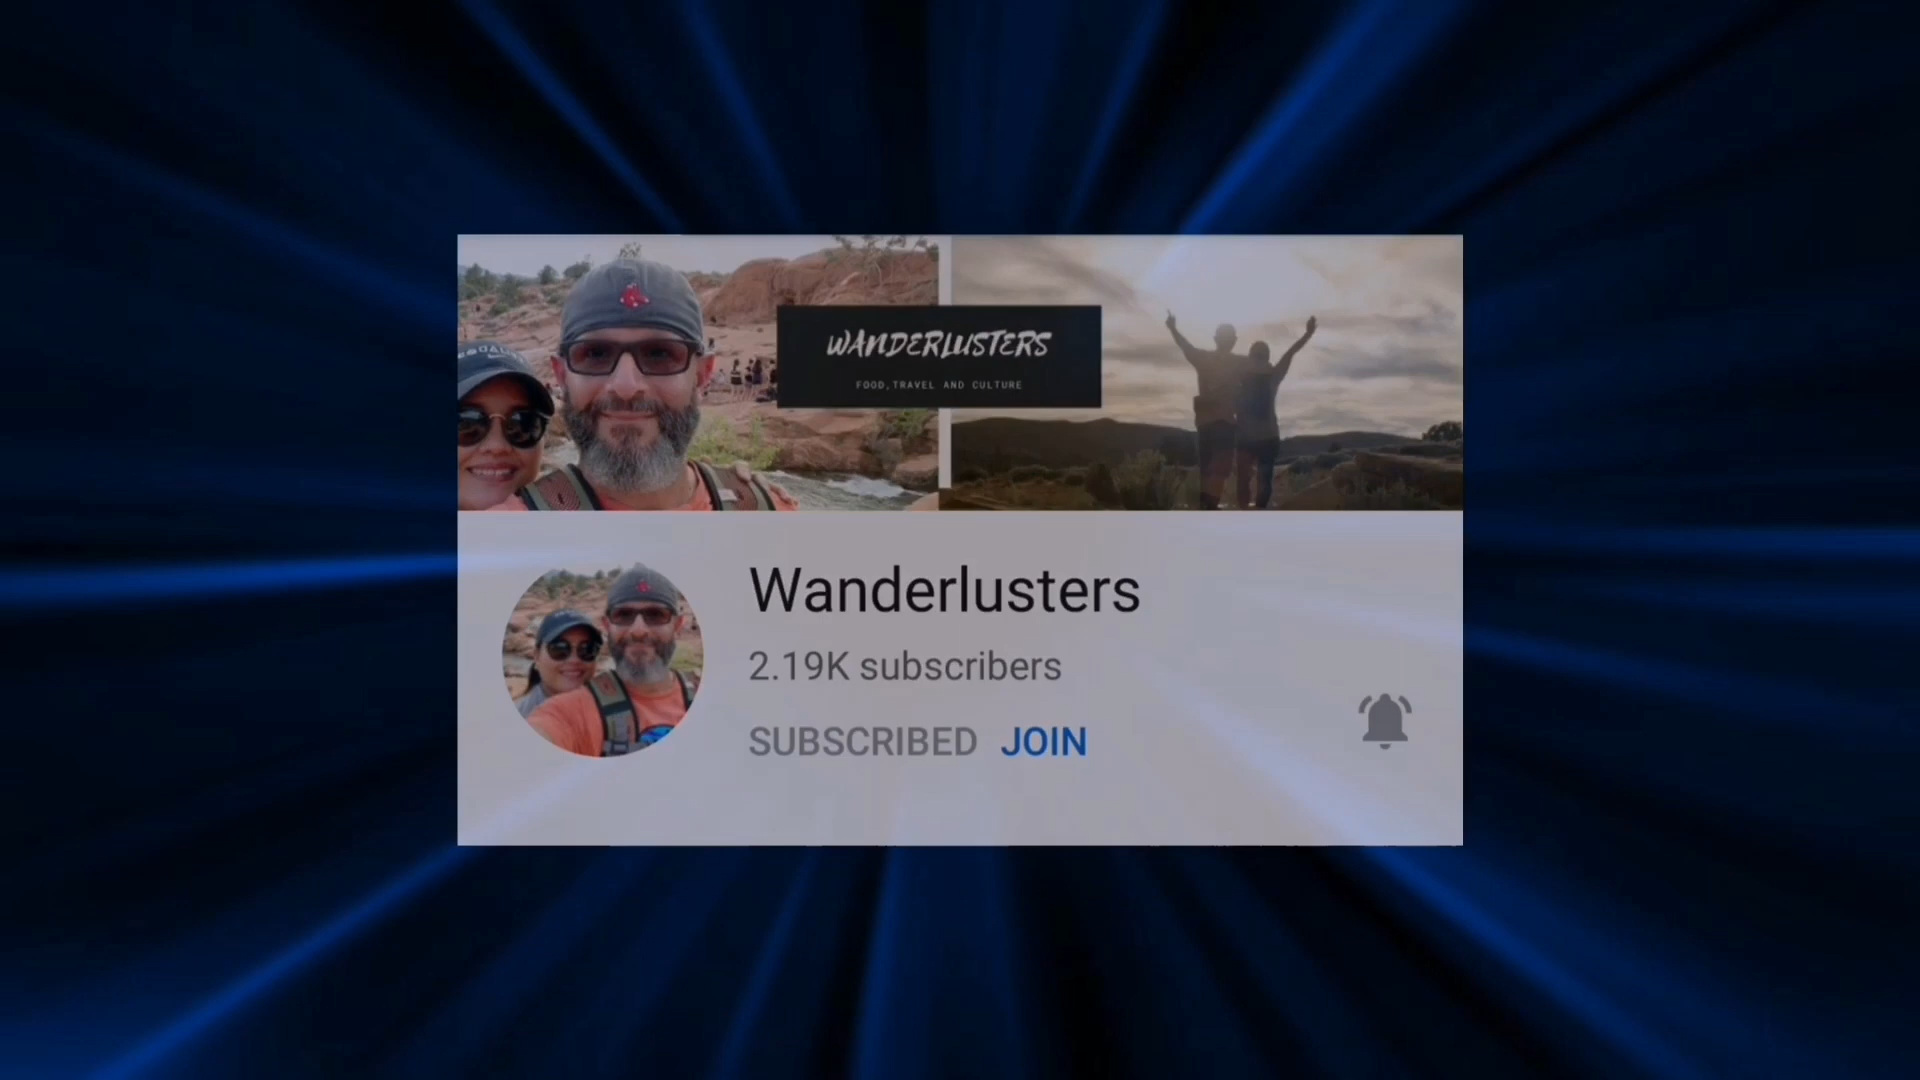 WANDERLUSTERS
FOOD,TRAVEL AND CULTURE
Wanderlusters
2.19K subscribers
SUBSCRIBED JOIN